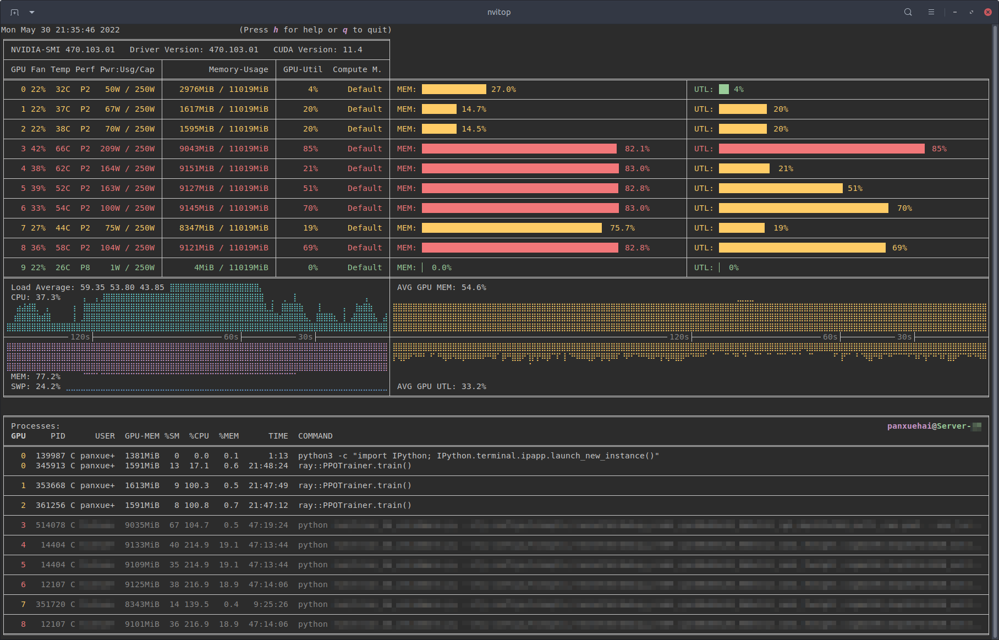 nvitop
Mon May 30 21:35:46 2022 (Press h for help or q to quit)
NVIDIA-SMI 470.103.01 Driver Version: 470.103.01 CUDA Version: 11.4
GPU Fan Temp Perf Pwr:Usg/Cap Memory-Usage GPU-Util Compute M.
0 22% 32C P2 50W / 250W 2976MiB / 11019MiB 4% Default MEM: 27.0% UTL: 4%
1 22% 37C P2 67W / 250W 1617MiB / 11019MiB 20% Default MEM: 14.7% UTL: 20%
2 22% 38C P2 70W / 250W 1595MiB / 11019MiB 20% Default MEM: 14.5% UTL: 20%
3 42% 66C P2 209W / 250W 9043MiB / 11019MiB 85% Default MEM: 82.1% UTL: 85%
4 38% 62C P2 164W / 250W 9151MiB / 11019MiB 21% Default MEM: 83.0% UTL: 21%
5 39% 52C P2 163W / 250W 9127MiB / 11019MiB 51% Default MEM: 82.8% UTL: 51%
6 33% 54C P2 100W / 250W 9145MiB / 11019MiB 70% Default MEM: 83.0% UTL: 70%
7 27% 44C P2 75W / 250W 8347MiB / 11019MiB 19% Default MEM: 75.7% UTL: 19%
8 36% 58C P2 104W / 250W 9121MiB / 11019MiB 69% Default MEM: 82.8% UTL: 69%
9 22% 26C P8 1W / 250W 4MiB / 11019MiB 0% Default MEM: 0.0% UTL: 0%
Load Average: 59.35 53.80 43.85 AVG GPU MEM: 54.6%
CPU: 37.3%
120s 60s 30s 120s 60s 30s
MEM: 77.2%
SWP: 24.2% AVG GPU UTL: 33.2%
Processes: panxuehai@Server-
GPU PID USER GPU-MEM %SM %CPU %MEM TIME COMMAND
0 139987 C panxue+ 1381MiB 0 0.0 0.1 1:13 python3 -c "import IPython; IPython.terminal.ipapp.launch_new_instance()"
0 345913 C panxue+ 1591MiB 13 17.1 0.6 21:48:24 ray::PPOTrainer.train()
1 353668 C panxue+ 1613MiB 9 100.3 0.5 21:47:49 ray::PPOTrainer.train()
2 361256 C panxue+ 1591MiB 8 100.8 0.7 21:47:12 ray::PPOTrainer.train()
3 514078 C 9035MiB 67 104.7 0.5 47:19:24 python
4 14404 C 9133MiB 40 214.9 19.1 47:13:44 python
5 14404 C 9109MiB 35 214.9 19.1 47:13:44 python
6 12107 C 9125MiB 38 216.9 18.9 47:14:06 python
7 351720 C 8343MiB 14 139.5 0.4 9:25:26 python
8 12107 C 9101MiB 36 216.9 18.9 47:14:06 python